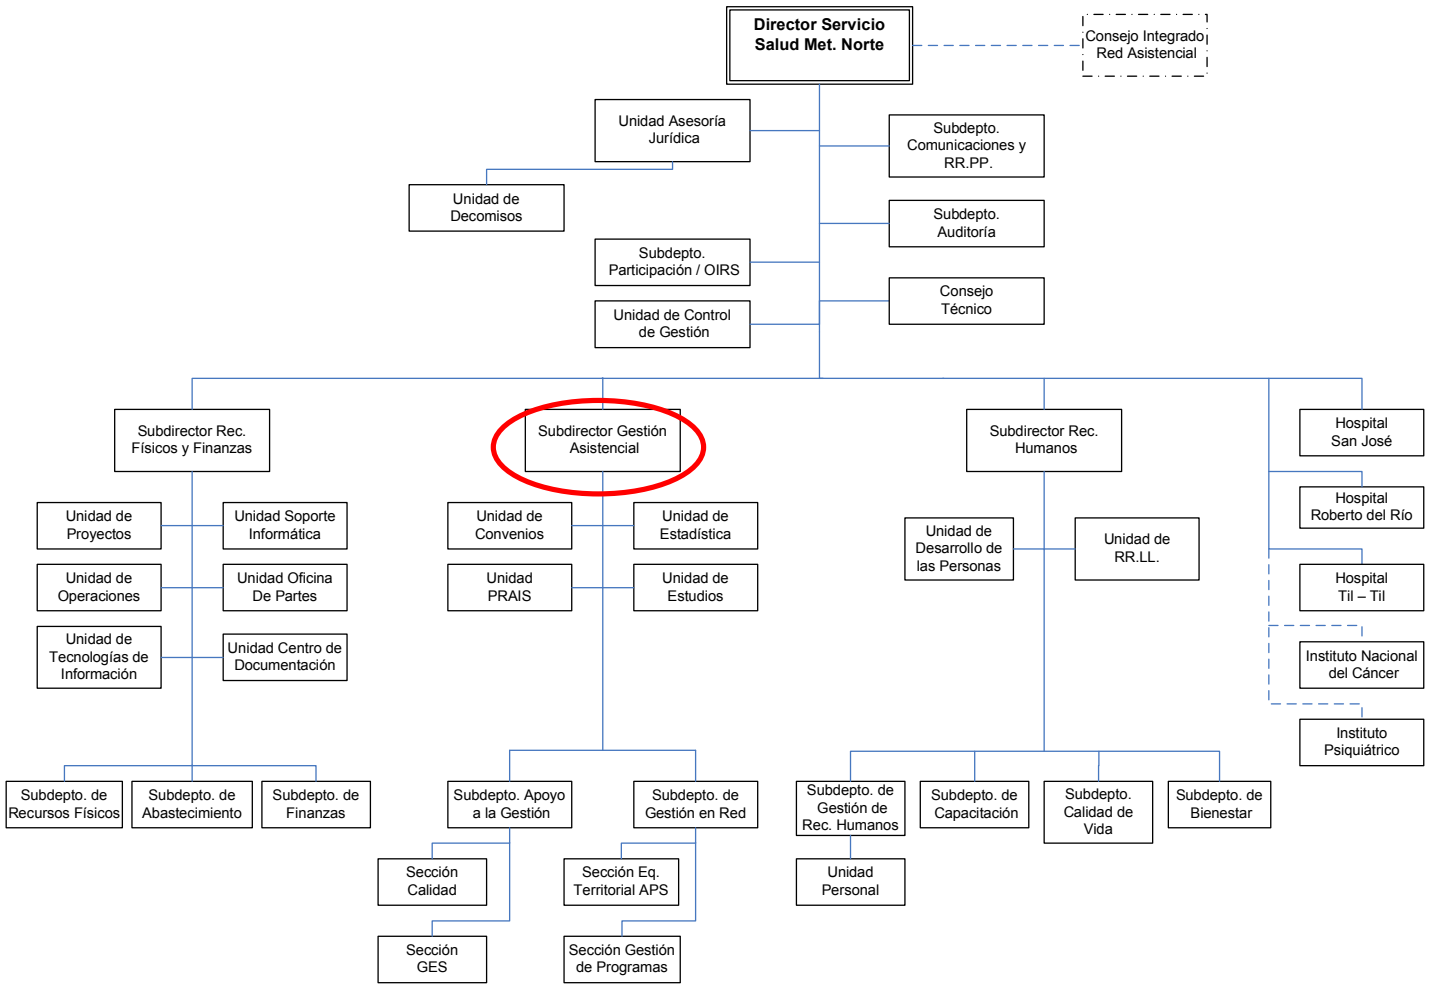 Director Servicio
Salud Met. Norte
Consejo Integrado
Red Asistencial
Unidad Asesoría
Jurídica
Subdepto.
Comunicaciones y
RR.PP.
Unidad de
Decomisos
Subdepto.
Auditoría
Subdepto.
Participación / OIRS
Consejo
Técnico
Unidad de Control
de Gestión
Subdirector Rec.
Físicos y Finanzas
Subdirector Gestión
Asistencial
Subdirector Rec.
Humanos
Hospital
San José
Hospital
Roberto del Río
Hospital
Til – Til
Instituto Nacional
del Cáncer
Instituto
Psiquiátrico
Unidad de
Proyectos
Unidad Soporte
Informática
Unidad de
Operaciones
Unidad Oficina
De Partes
Unidad de
Tecnologías de
Información
Unidad Centro de
Documentación
Unidad de
Convenios
Unidad de
Estadística
Unidad
PRAIS
Unidad de
Estudios
Unidad de
Desarrollo de
las Personas
Unidad de
RR.LL.
Subdepto. de
Recursos Físicos
Subdepto. de
Abastecimiento
Subdepto. de
Finanzas
Subdepto. Apoyo
a la Gestión
Subdepto. de
Gestión en Red
Subdepto. de
Gestión de
Rec. Humanos
Subdepto. de
Capacitación
Subdepto.
Calidad de
Vida
Subdepto. de
Bienestar
Sección
Calidad
Sección Eq.
Territorial APS
Unidad
Personal
Sección
GES
Sección Gestión
de Programas